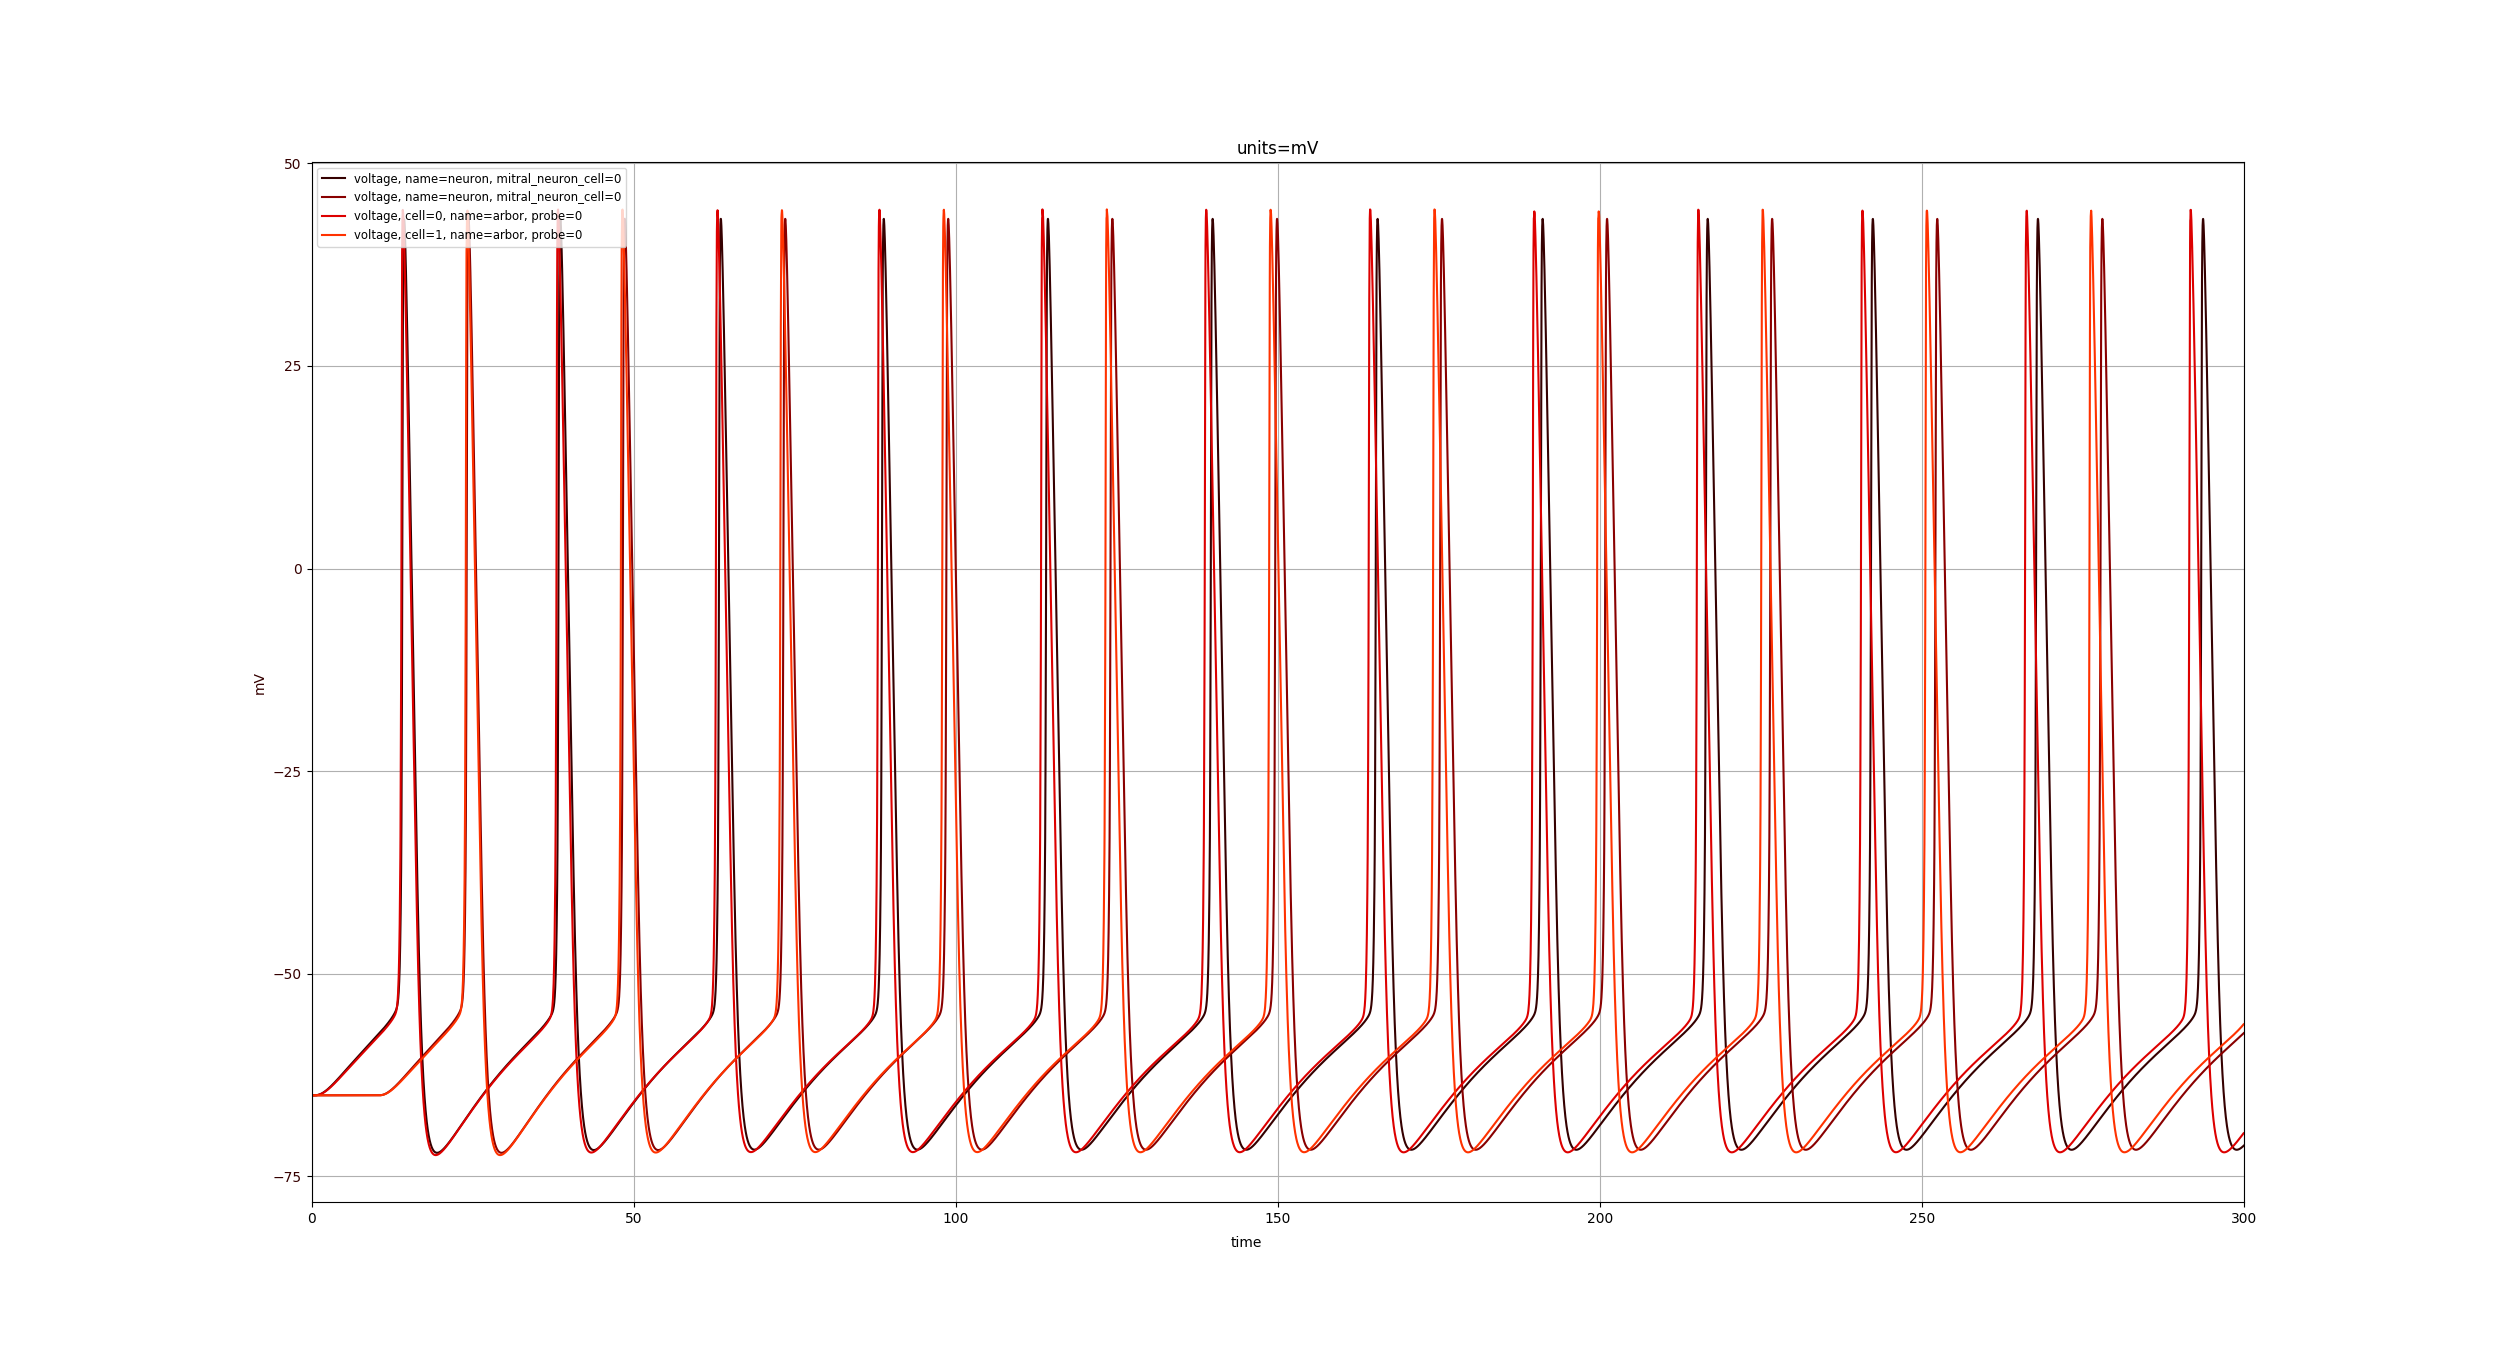 units=mV
50
voltage, name=neuron, mitral_neuron_cell=0
voltage, name=neuron, mitral_neuron_cell=0
voltage, cell=0, name=arbor, probe=0
voltage, cell=1, name=arbor, probe=0
25
0
mV
−25
−50
−75
0 50 100 150 200 250 300
time